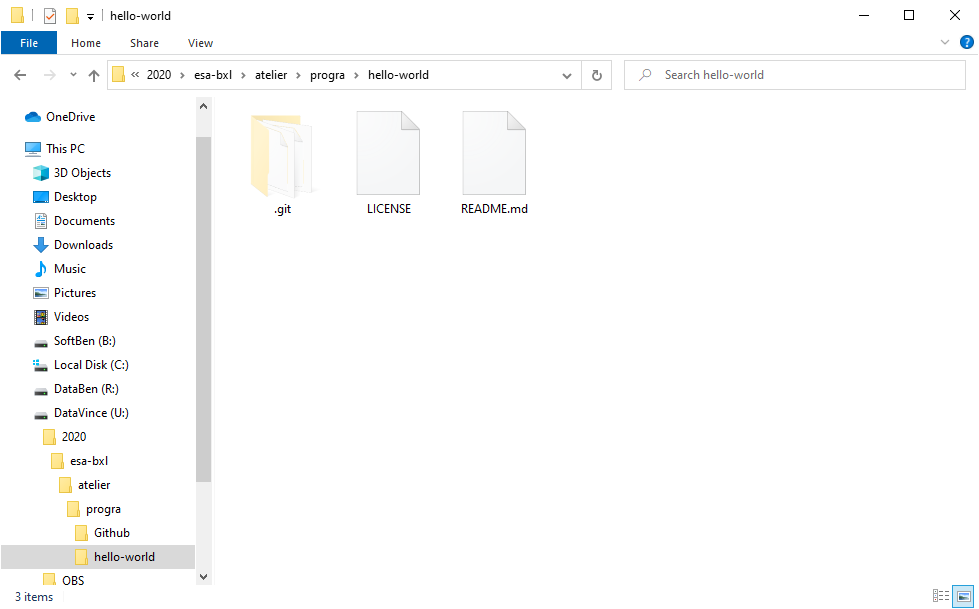 hello-world
File Home Share View
« 2020 > esa-bxl > atelier > progra > hello-world
Search hello-world
OneDrive
This PC
3D Objects
Desktop
Documents
Downloads
Music
Pictures
Videos
SoftBen (B:)
Local Disk (C:)
DataBen (R:)
DataVince (U:)
2020
esa-bxl
atelier
progra
Github
hello-world
OBS
.git
LICENSE
README.md
3 items